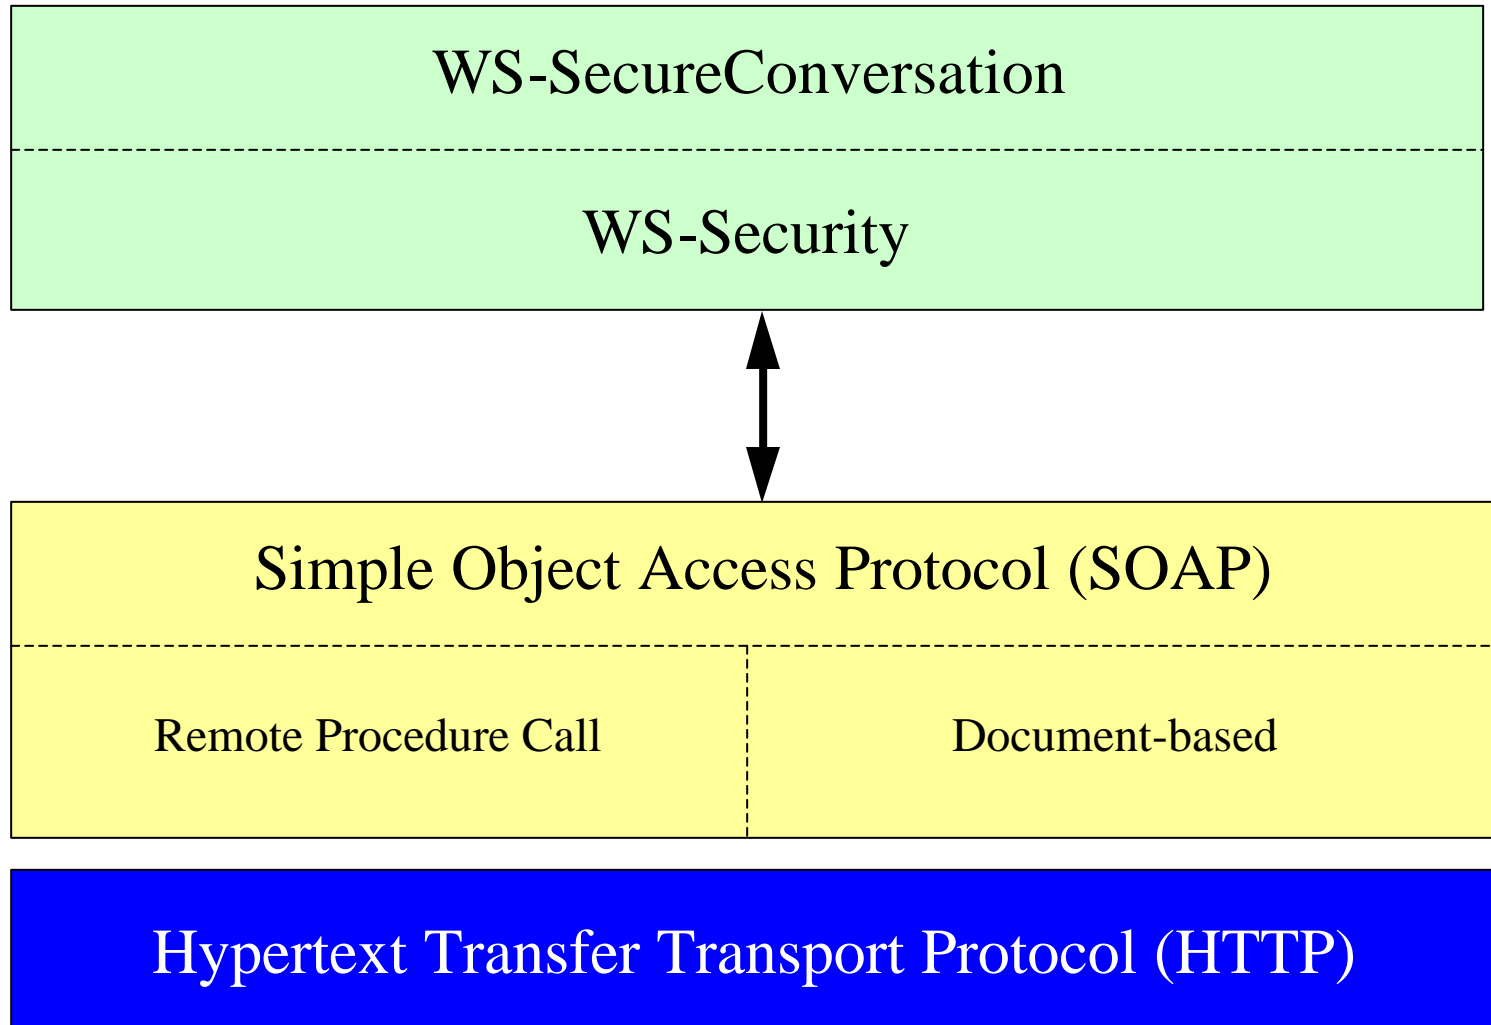 WS-SecureConversation
WS-Security
Simple Object Access Protocol (SOAP)
Remote Procedure Call
Document-based
Hypertext Transfer Transport Protocol (HTTP)